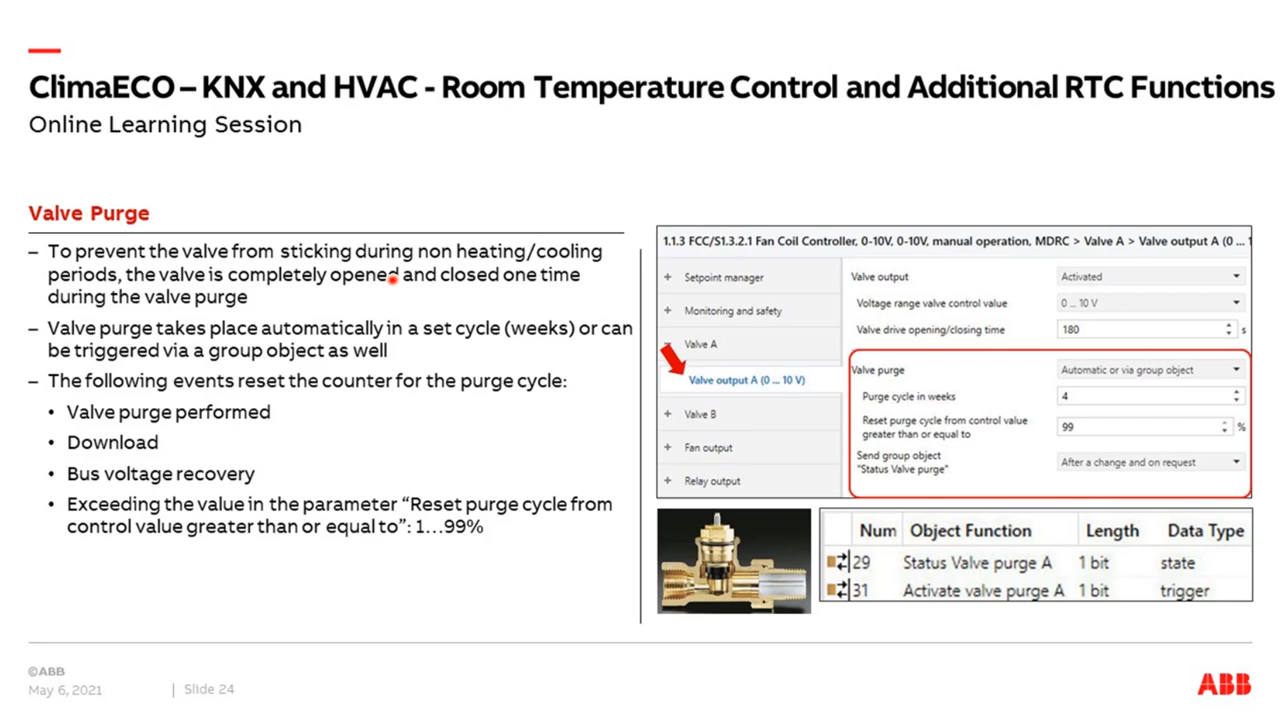 ClimaECO – KNX and HVAC - Room Temperature Control and Additional RTC Functions
Online Learning Session
Valve Purge
– To prevent the valve from sticking during non heating/cooling
periods, the valve is completely opened and closed one time
during the valve purge
– Valve purge takes place automatically in a set cycle (weeks) or can
be triggered via a group object as well
– The following events reset the counter for the purge cycle:
• Valve purge performed
• Download
• Bus voltage recovery
• Exceeding the value in the parameter “Reset purge cycle from
control value greater than or equal to”: 1…99%
1.1.3 FCC/S1.3.2.1 Fan Coil Controller, 0-10V, 0-10V, manual operation, MDRC > Valve A > Valve output A (0 ... 1
+ Setpoint manager
+ Monitoring and safety
Valve A
Valve output A (0 ... 10 V)
+ Valve B
+ Fan output
+ Relay output
Valve output Activated
Voltage range valve control value 0 ... 10 V
Valve drive opening/closing time 180 s
Valve purge Automatic or via group object
Purge cycle in weeks 4
Reset purge cycle from control value
greater than or equal to 99 %
Send group object
"Status Valve purge" After a change and on request
Num Object Function Length Data Type
29 Status Valve purge A 1 bit state
31 Activate valve purge A 1 bit trigger
©ABB
May 6, 2021 | Slide 24
ABB